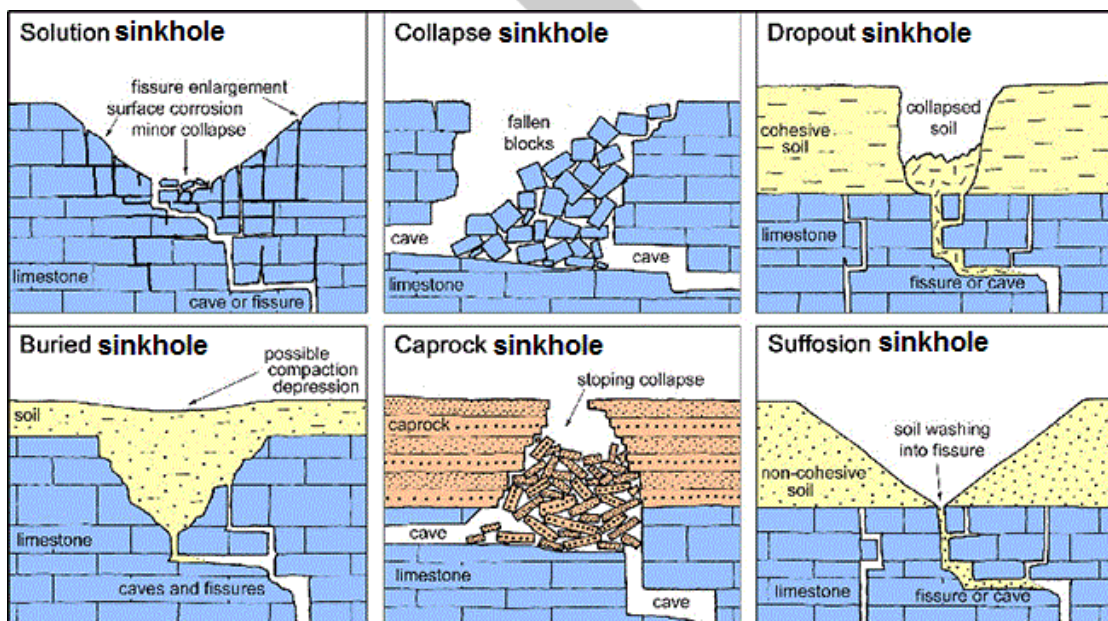 Solution sinkhole
fissure enlargement
surface corrosion
minor collapse
limestone
cave or fissure
Collapse sinkhole
fallen
blocks
cave
cave
limestone
Dropout sinkhole
collapsed
soil
cohesive
soil
limestone
fissure or cave
Buried sinkhole
possible
compaction
depression
soil
limestone
caves and fissures
Caprock sinkhole
stoping collapse
caprock
cave
limestone
cave
Suffosion sinkhole
soil washing
into fissure
non-cohesive
soil
limestone
fissure or cave